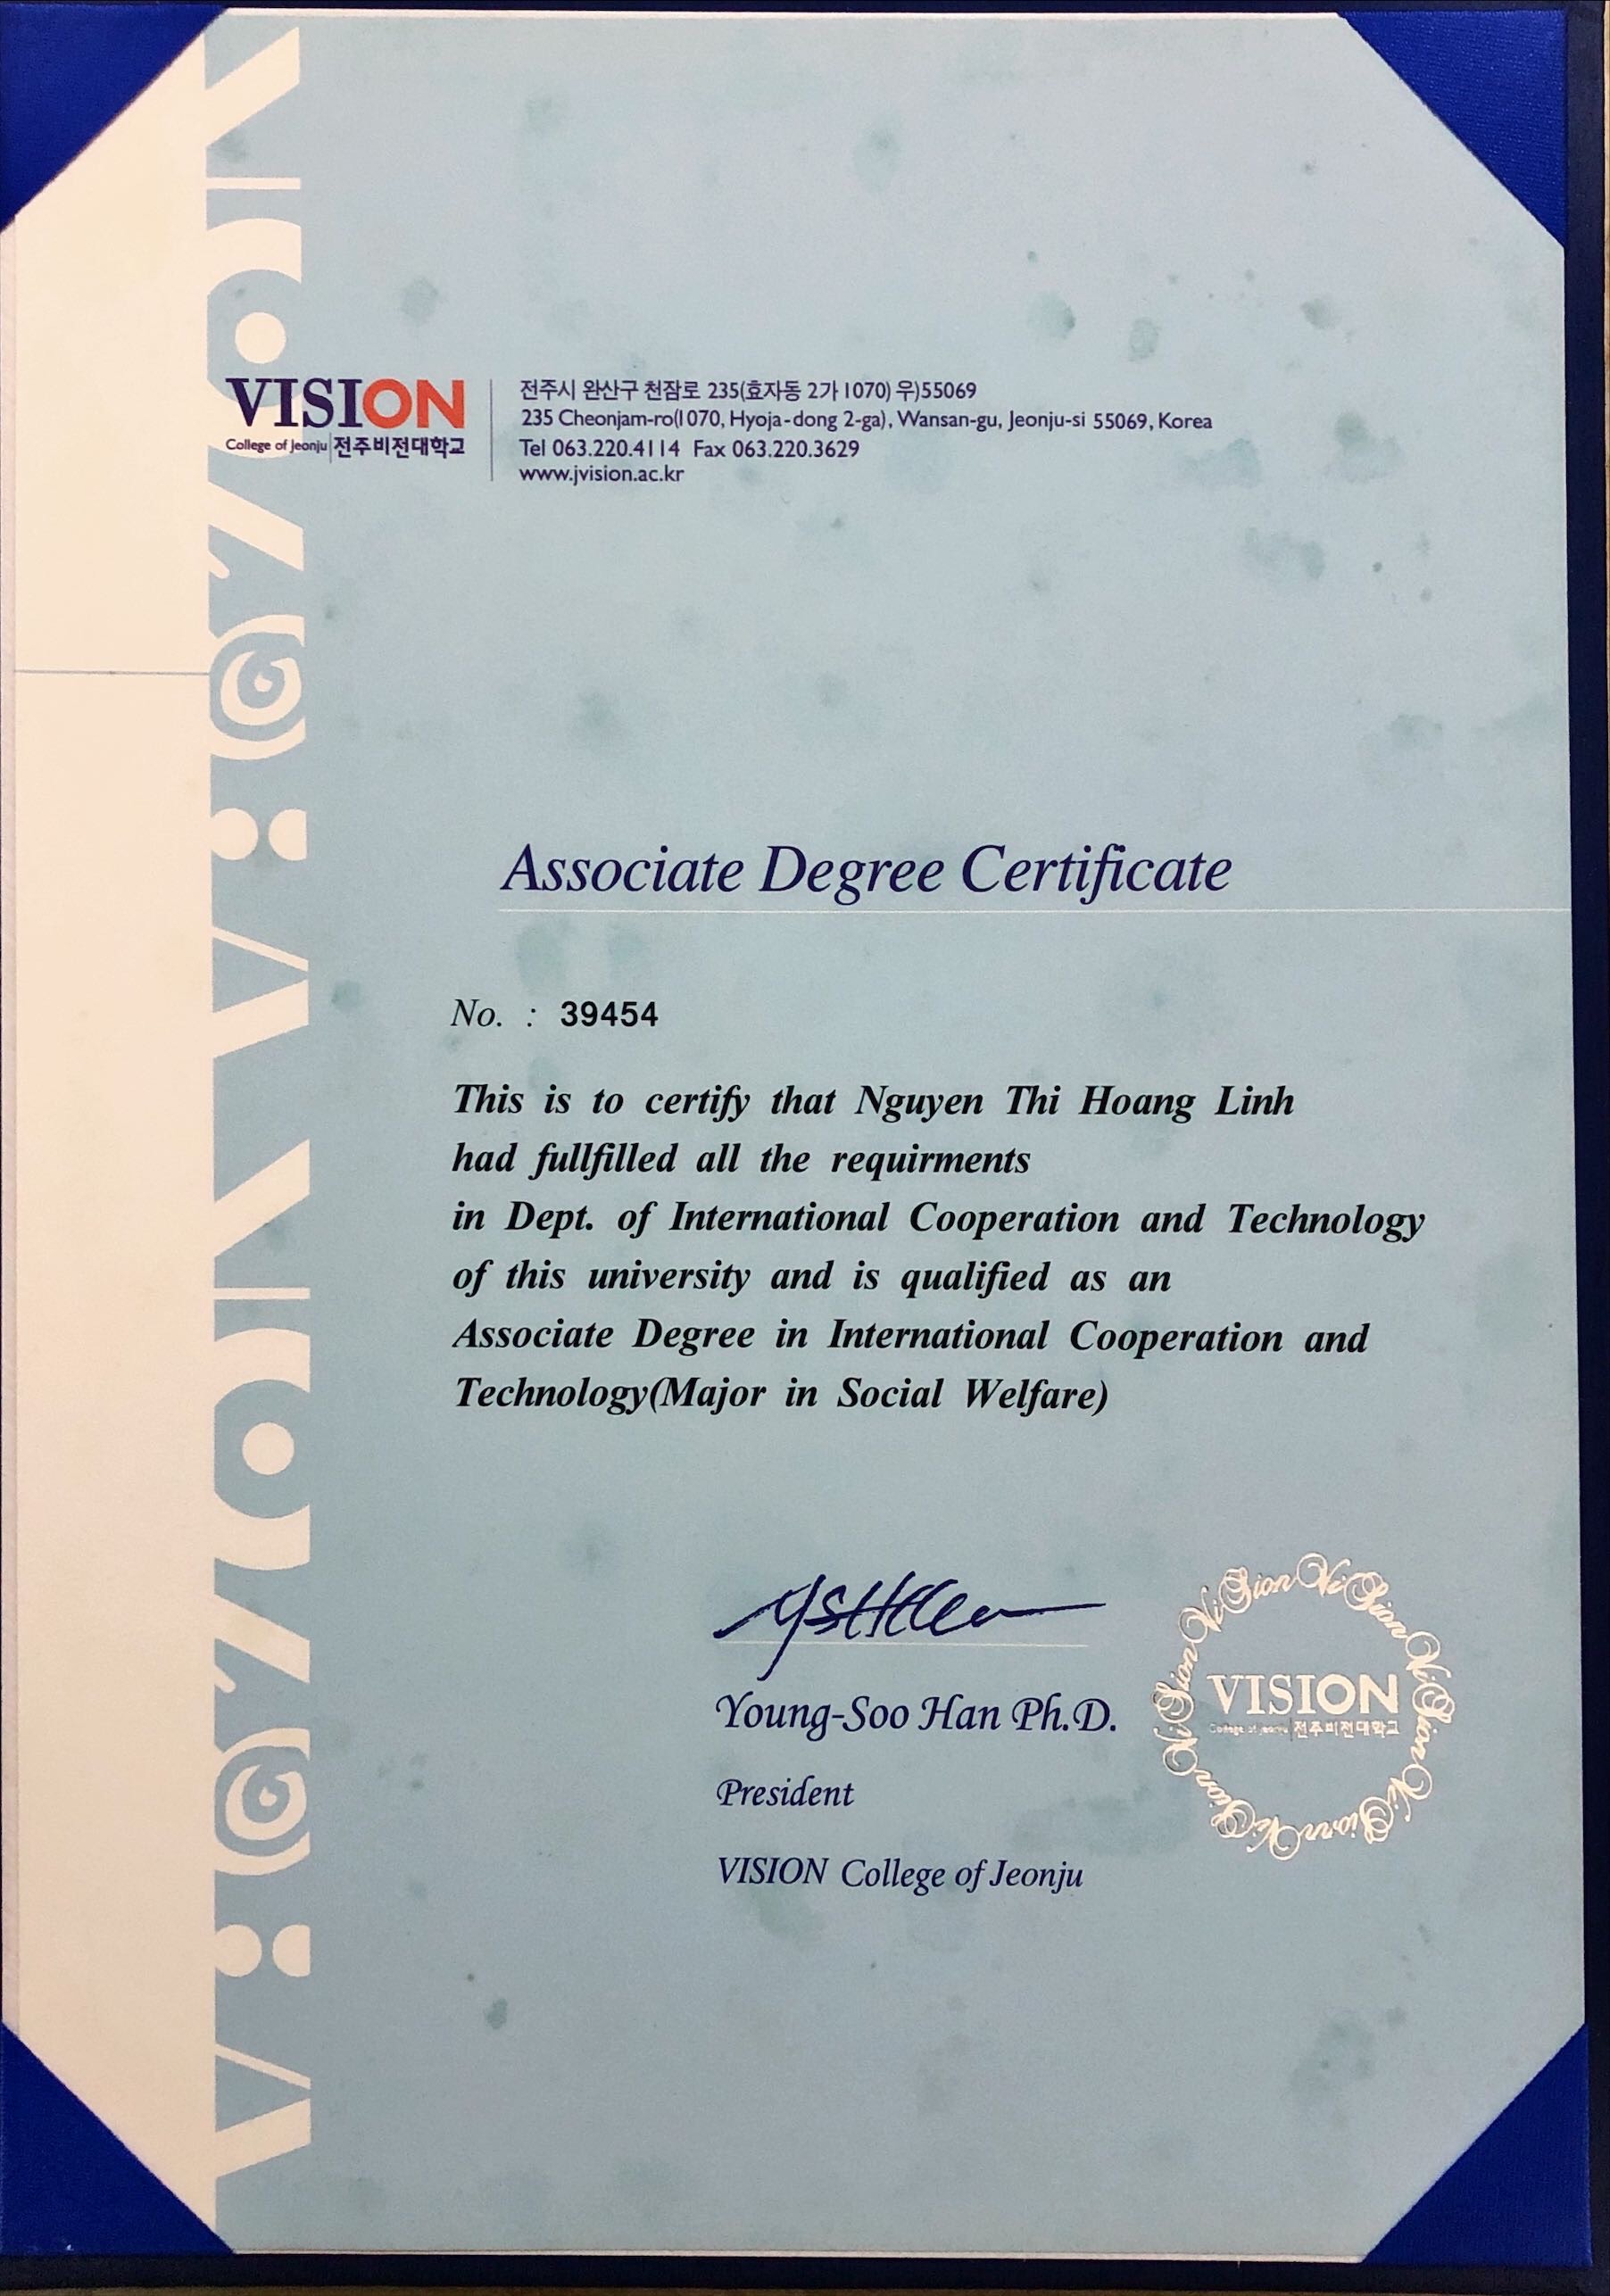 VISION
College of Jeonju 전주비전대학교
전주시 완산구 천잠로 235(효자동 2가 1070) 우)55069
235 Cheonjam-ro(1070, Hyoja-dong 2-ga), Wansan-gu, Jeonju-si 55069, Korea
Tel 063.220.4114 Fax 063.220.3629
www.jvision.ac.kr
Associate Degree Certificate
No. : 39454
This is to certify that Nguyen Thi Hoang Linh
had fullfilled all the requirments
in Dept. of International Cooperation and Technology
of this university and is qualified as an
Associate Degree in International Cooperation and
Technology(Major in Social Welfare)
Young-Soo Han Ph.D.
President
VISION College of Jeonju
ViSion ViSion ViSion ViSion ViSion ViSion
VISION
College of Jeonju 전주비전대학교